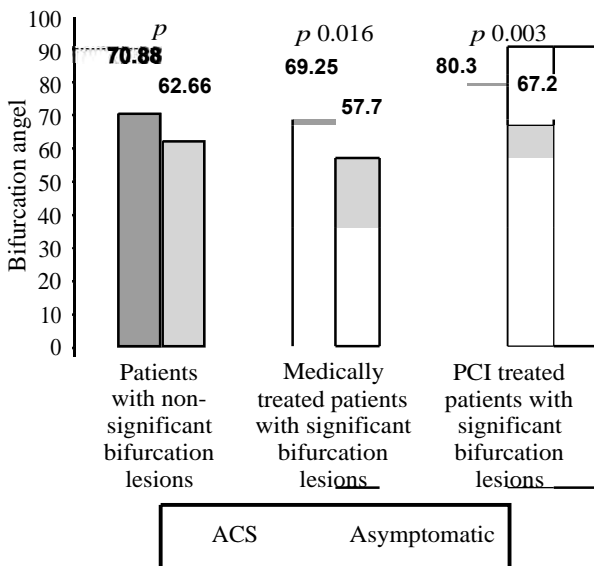 p
p 0.016
p 0.003
100
90
80
70
60
50
40
30
20
10
0
Bifurcation angel
70.88
62.66
69.25
57.7
80.3
67.2
Patients
with non-
significant
bifurcation
lesions
Medically
treated patients
with significant
bifurcation
lesions
PCI treated
patients with
significant
bifurcation
lesions
ACS
Asymptomatic